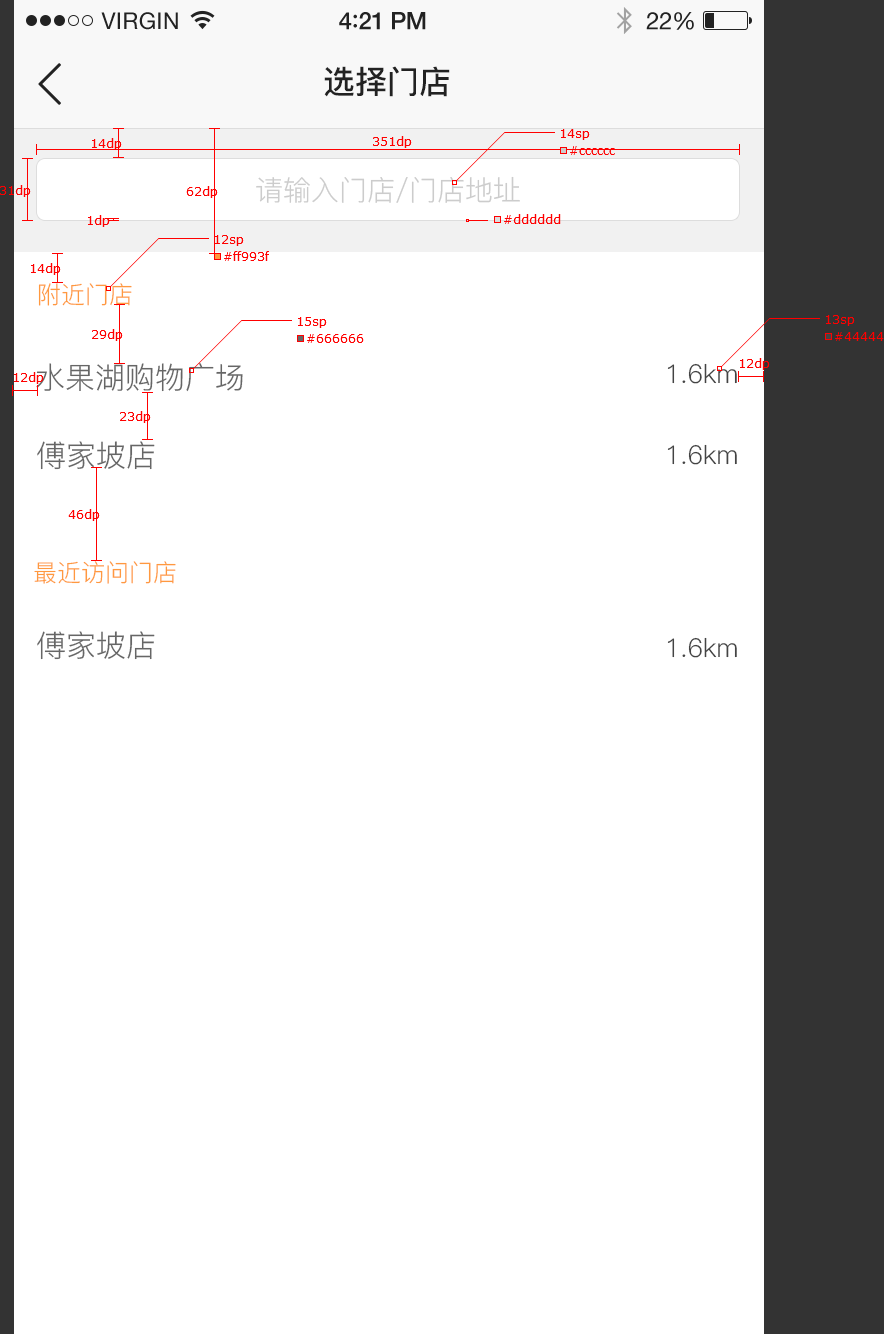 VIRGIN 4:21 PM 22%
选择门店
14dp 351dp 14sp
#cccccc
31dp 62dp 请输入门店/门店地址
1dp #dddddd
12sp
#ff993f
14dp
附近门店
15sp 13sp
29dp #666666 #44444
12dp 水果湖购物广场 1.6km 12dp
23dp
傅家坡店 1.6km
46dp
最近访问门店
傅家坡店 1.6km